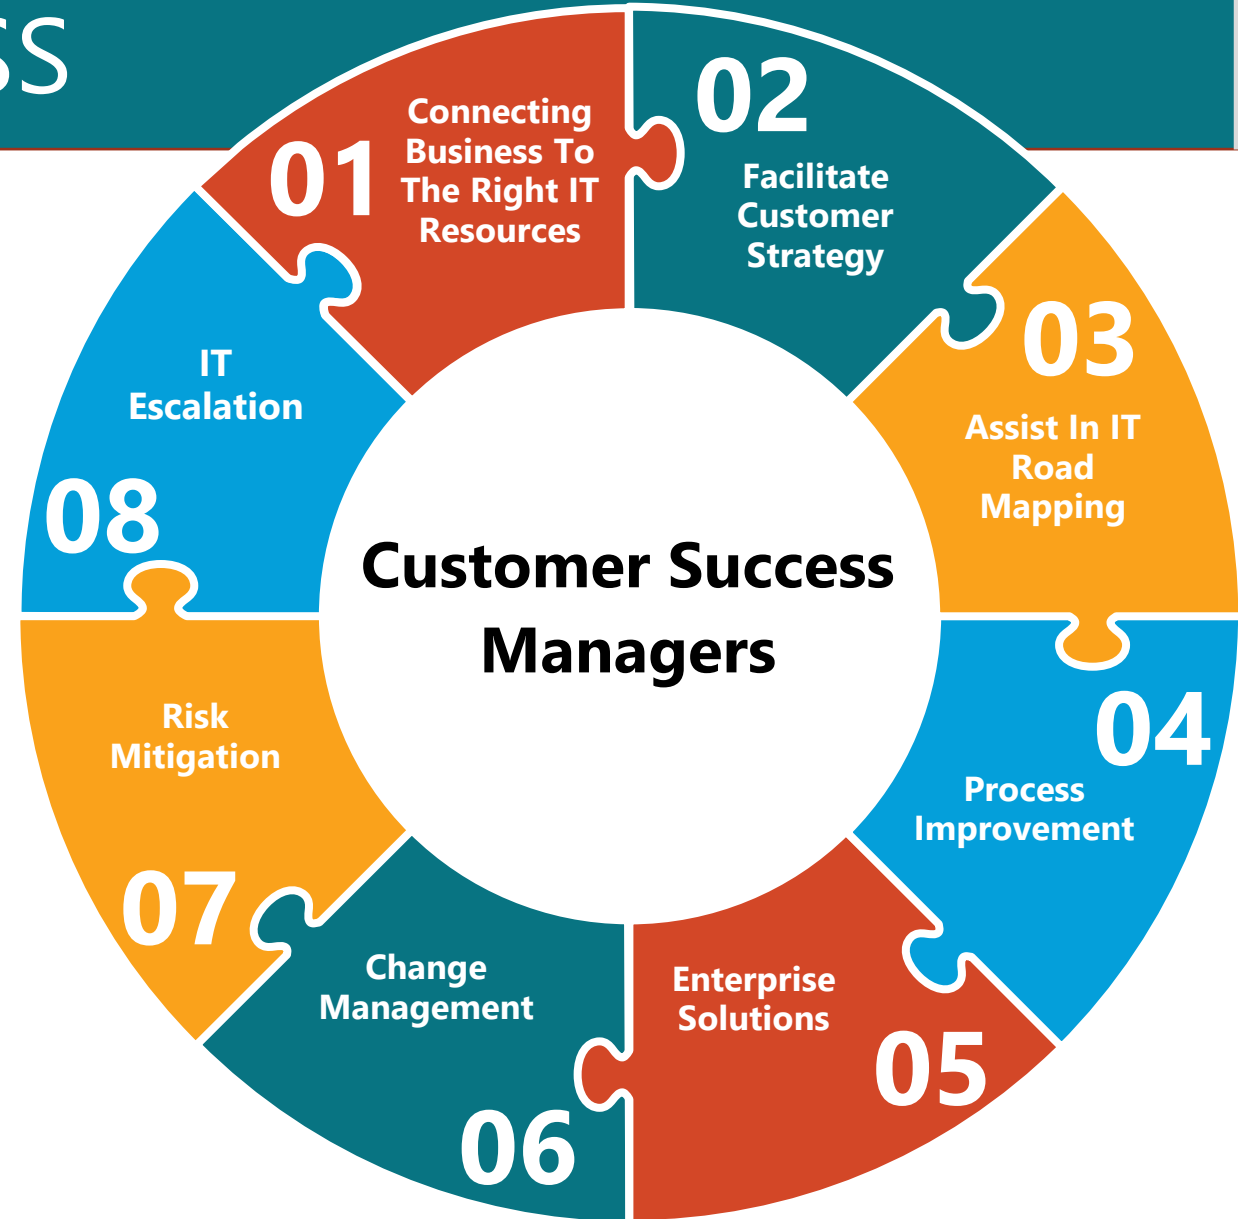 SS
01
Connecting
Business To
The Right IT
Resources
02
Facilitate
Customer
Strategy
03
Assist In IT
Road
Mapping
04
Process
Improvement
Enterprise
Solutions
05
Change
Management
06
Risk
Mitigation
07
IT
Escalation
08
Customer Success
Managers